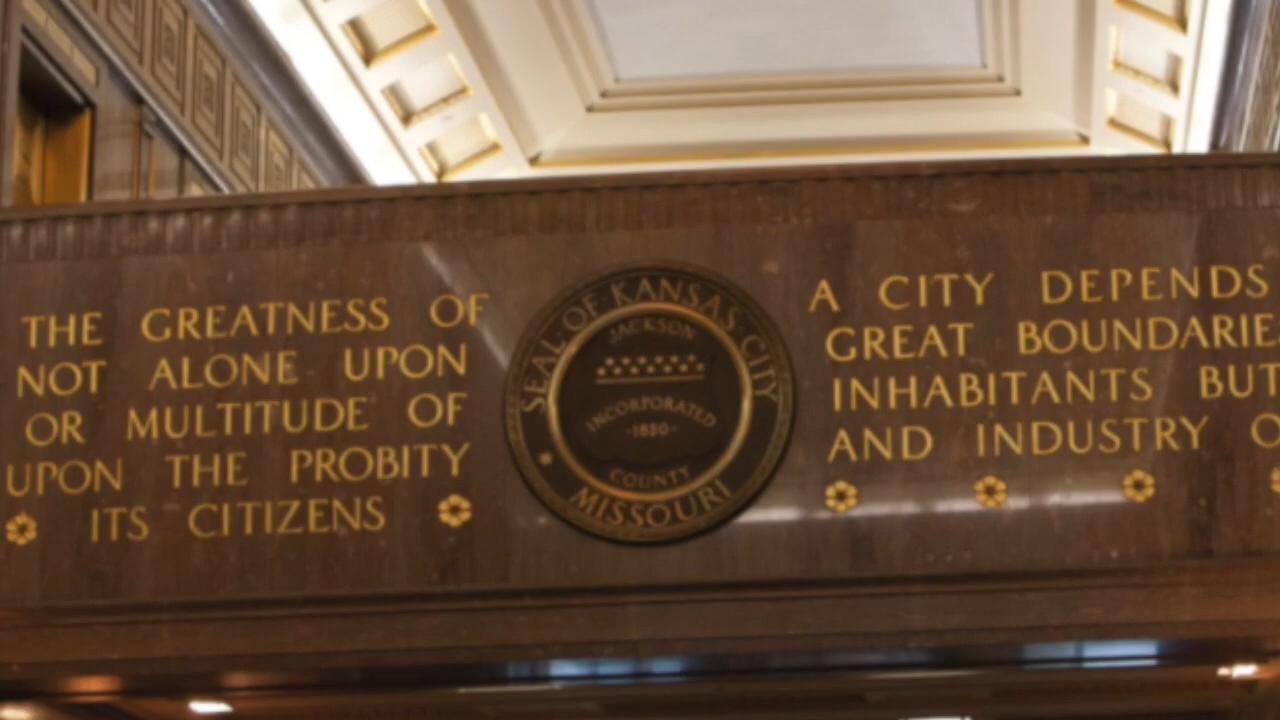 THE GREATNESS OF
NOT ALONE UPON
OR MULTITUDE OF
UPON THE PROBITY
ITS CITIZENS
SEAL OF KANSAS CITY
JACKSON
INCORPORATED
-1850-
COUNTY
MISSOURI
A CITY DEPENDS
GREAT BOUNDARIE
INHABITANTS BUT
AND INDUSTRY O